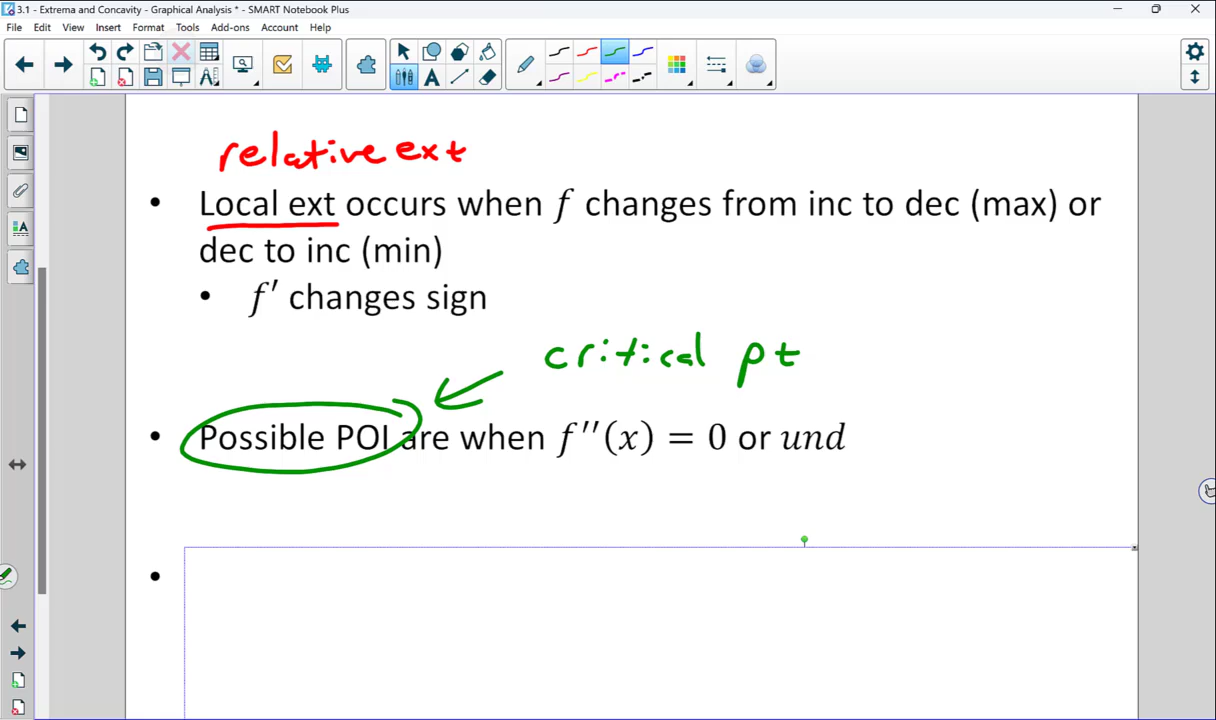 3.1 - Extrema and Concavity - Graphical Analysis * - SMART Notebook Plus
File Edit View Insert Format Tools Add-ons Account Help
relative ext
• Local ext occurs when f changes from inc to dec (max) or
dec to inc (min)
• f′ changes sign
critical pt
• Possible POI are when f′′(x) = 0 or und
•